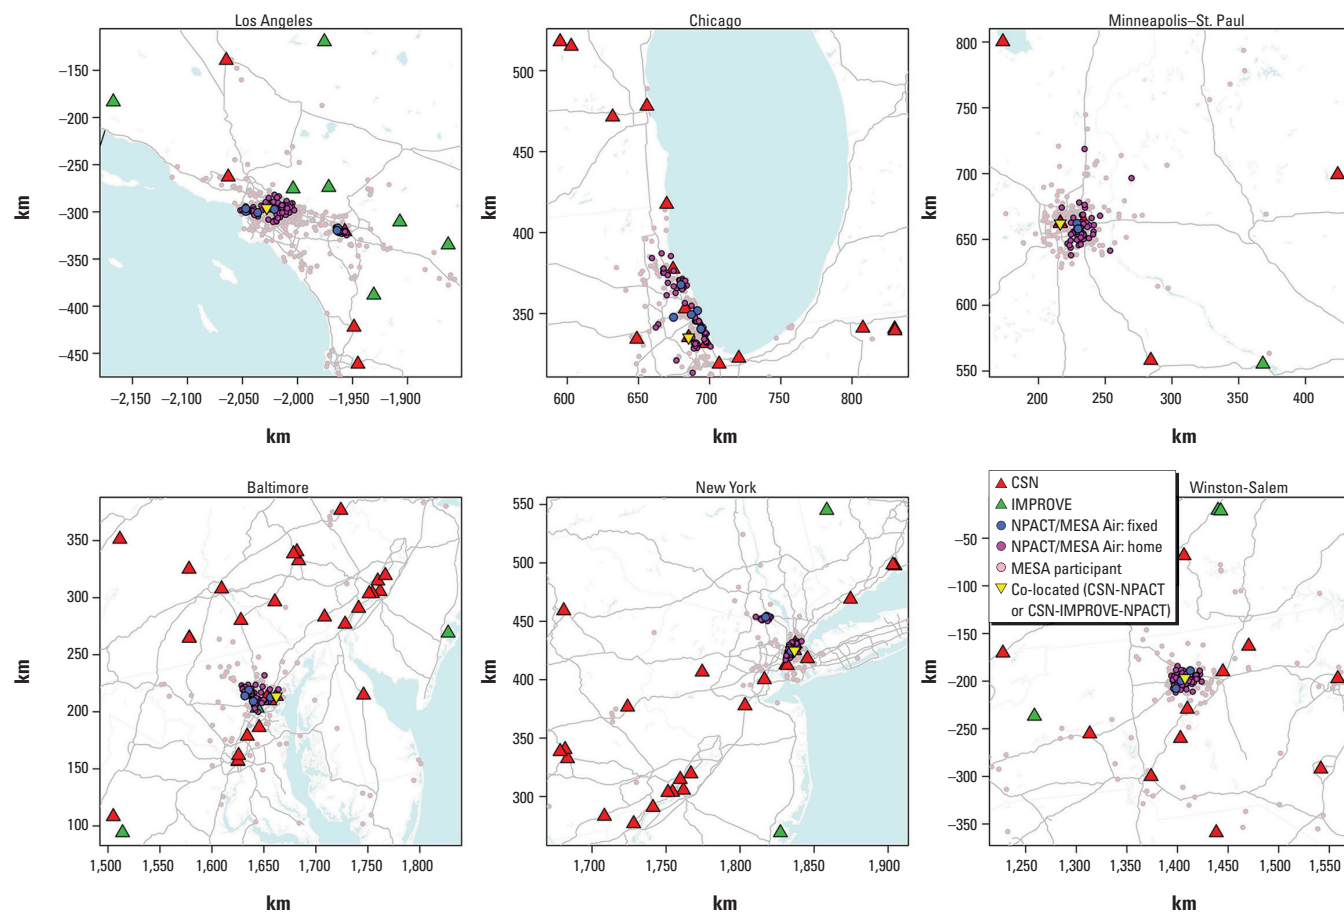 Los Angeles
Chicago
Minneapolis–St. Paul
km
–150
–200
–250
–300
–350
–400
–450
–2,150
–2,100
–2,050
–2,000
–1,950
–1,900
km
km
500
450
400
350
600
650
700
750
800
km
km
800
750
700
650
600
550
200
250
300
350
400
km
Baltimore
New York
Winston-Salem
km
350
300
250
200
150
100
1,500
1,550
1,600
1,650
1,700
1,750
1,800
km
km
550
500
450
400
350
300
1,700
1,750
1,800
1,850
1,900
km
CSN
IMPROVE
NPACT/MESA Air: fixed
NPACT/MESA Air: home
MESA participant
Co-located (CSN-NPACT
or CSN-IMPROVE-NPACT)
km
–50
–100
–150
–200
–250
–300
–350
1,250
1,300
1,350
1,400
1,450
1,500
1,550
km